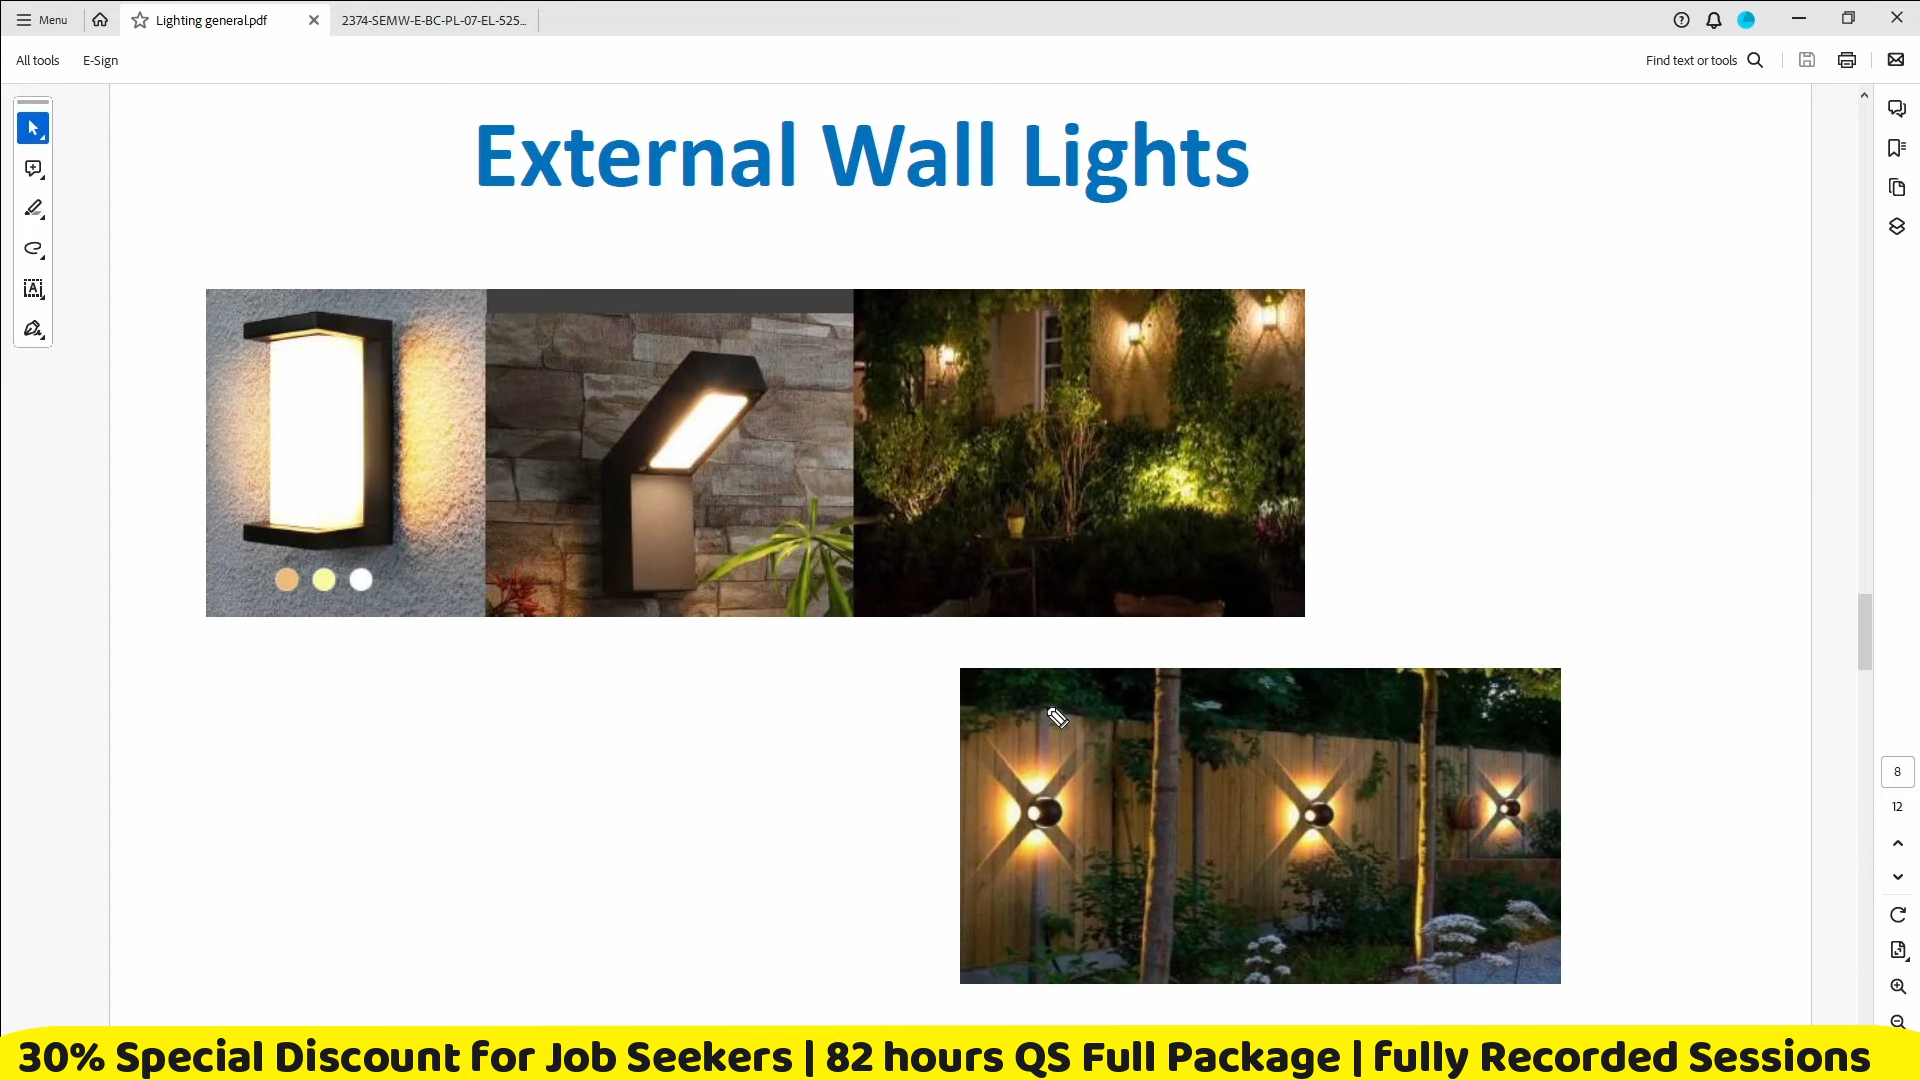 Menu
Lighting general.pdf
2374-SEMW-E-BC-PL-07-EL-525...
All tools
E-Sign
Find text or tools
External Wall Lights
8
12
30% Special Discount for Job Seekers | 82 hours QS Full Package | fully Recorded Sessions